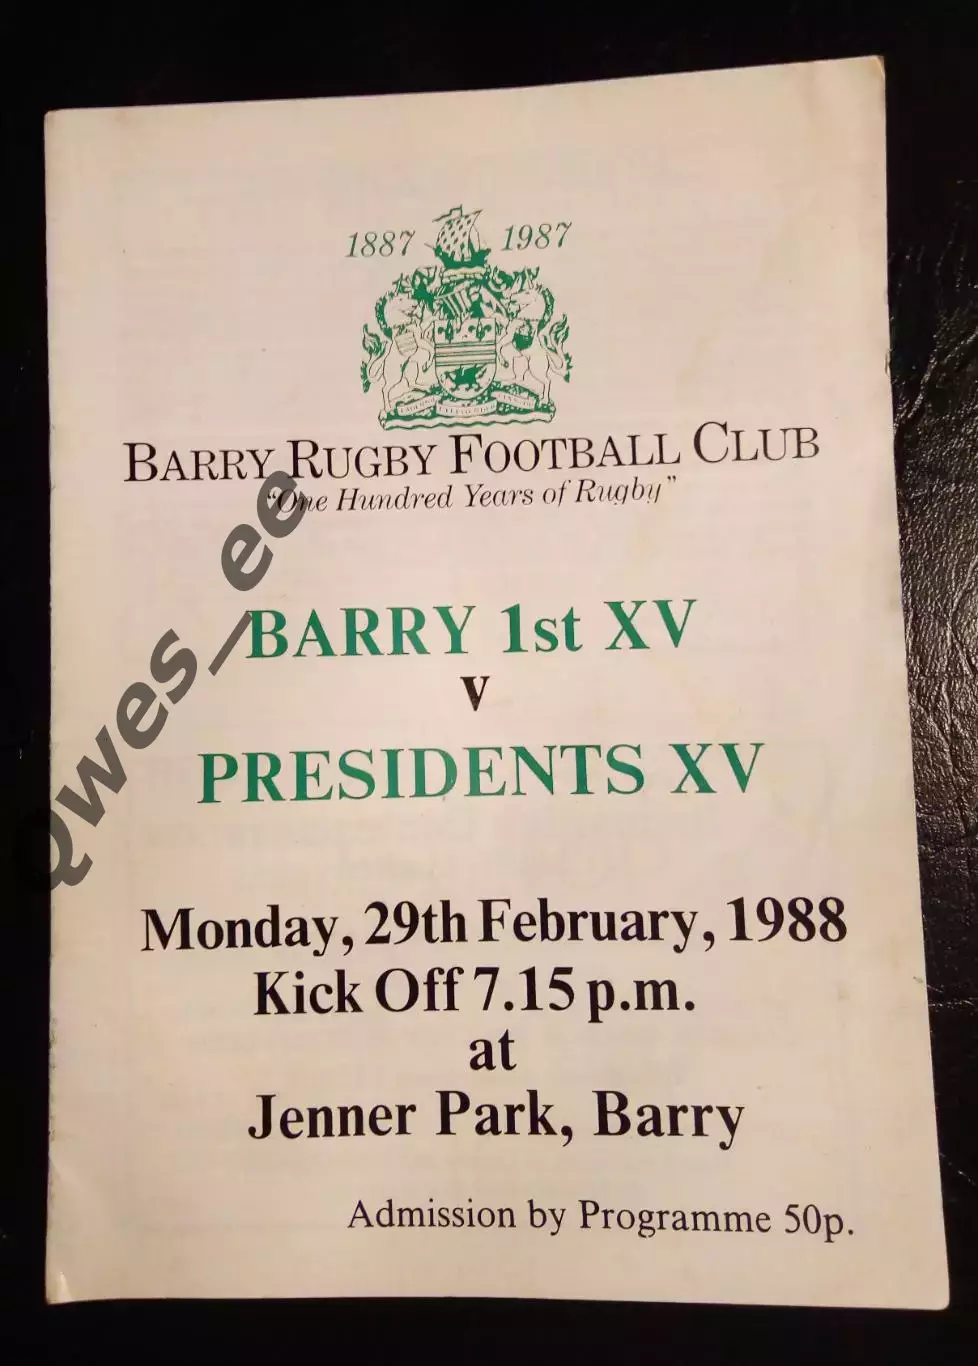 1887 1987
BARRY RUGBY FOOTBALL CLUB
"One Hundred Years of Rugby"
BARRY 1st XV
v
PRESIDENTS XV
Monday, 29th February, 1988
Kick Off 7.15 p.m.
at
Jenner Park, Barry
Admission by Programme 50p.
Qwes_ee